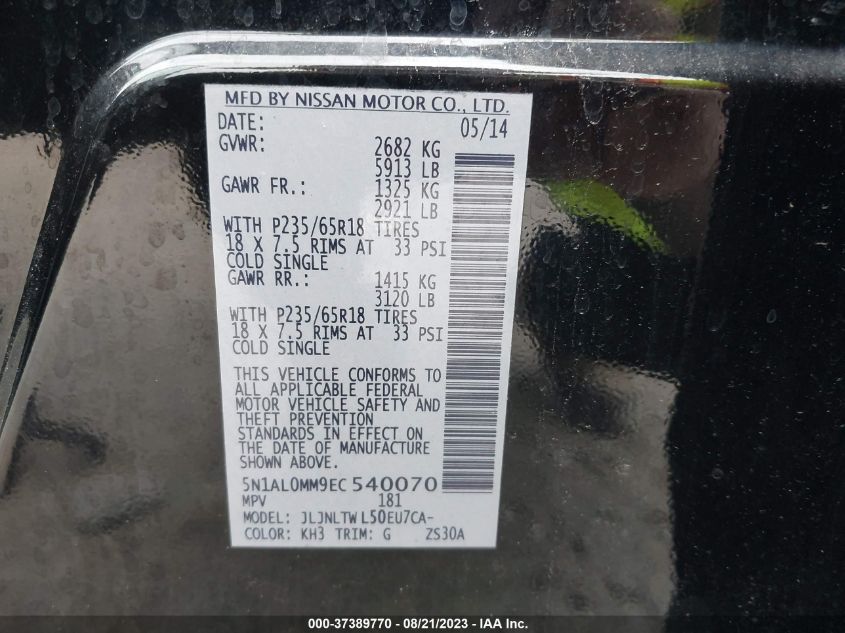 MFD BY NISSAN MOTOR CO., LTD.
DATE: 05/14
GVWR: 2682 KG
5913 LB
GAWR FR.: 1325 KG
2921 LB
WITH P235/65R18 TIRES
18 X 7.5 RIMS AT 33 PSI
COLD SINGLE
GAWR RR.: 1415 KG
3120 LB
WITH P235/65R18 TIRES
18 X 7.5 RIMS AT 33 PSI
COLD SINGLE
THIS VEHICLE CONFORMS TO
ALL APPLICABLE FEDERAL
MOTOR VEHICLE SAFETY AND
THEFT PREVENTION
STANDARDS IN EFFECT ON
THE DATE OF MANUFACTURE
SHOWN ABOVE.
5N1AL0MM9EC 540070
MPV 181
MODEL: JLJNLTW L50EU7CA-
COLOR: KH3 TRIM: G ZS30A
000-37389770 - 08/21/2023 - IAA Inc.